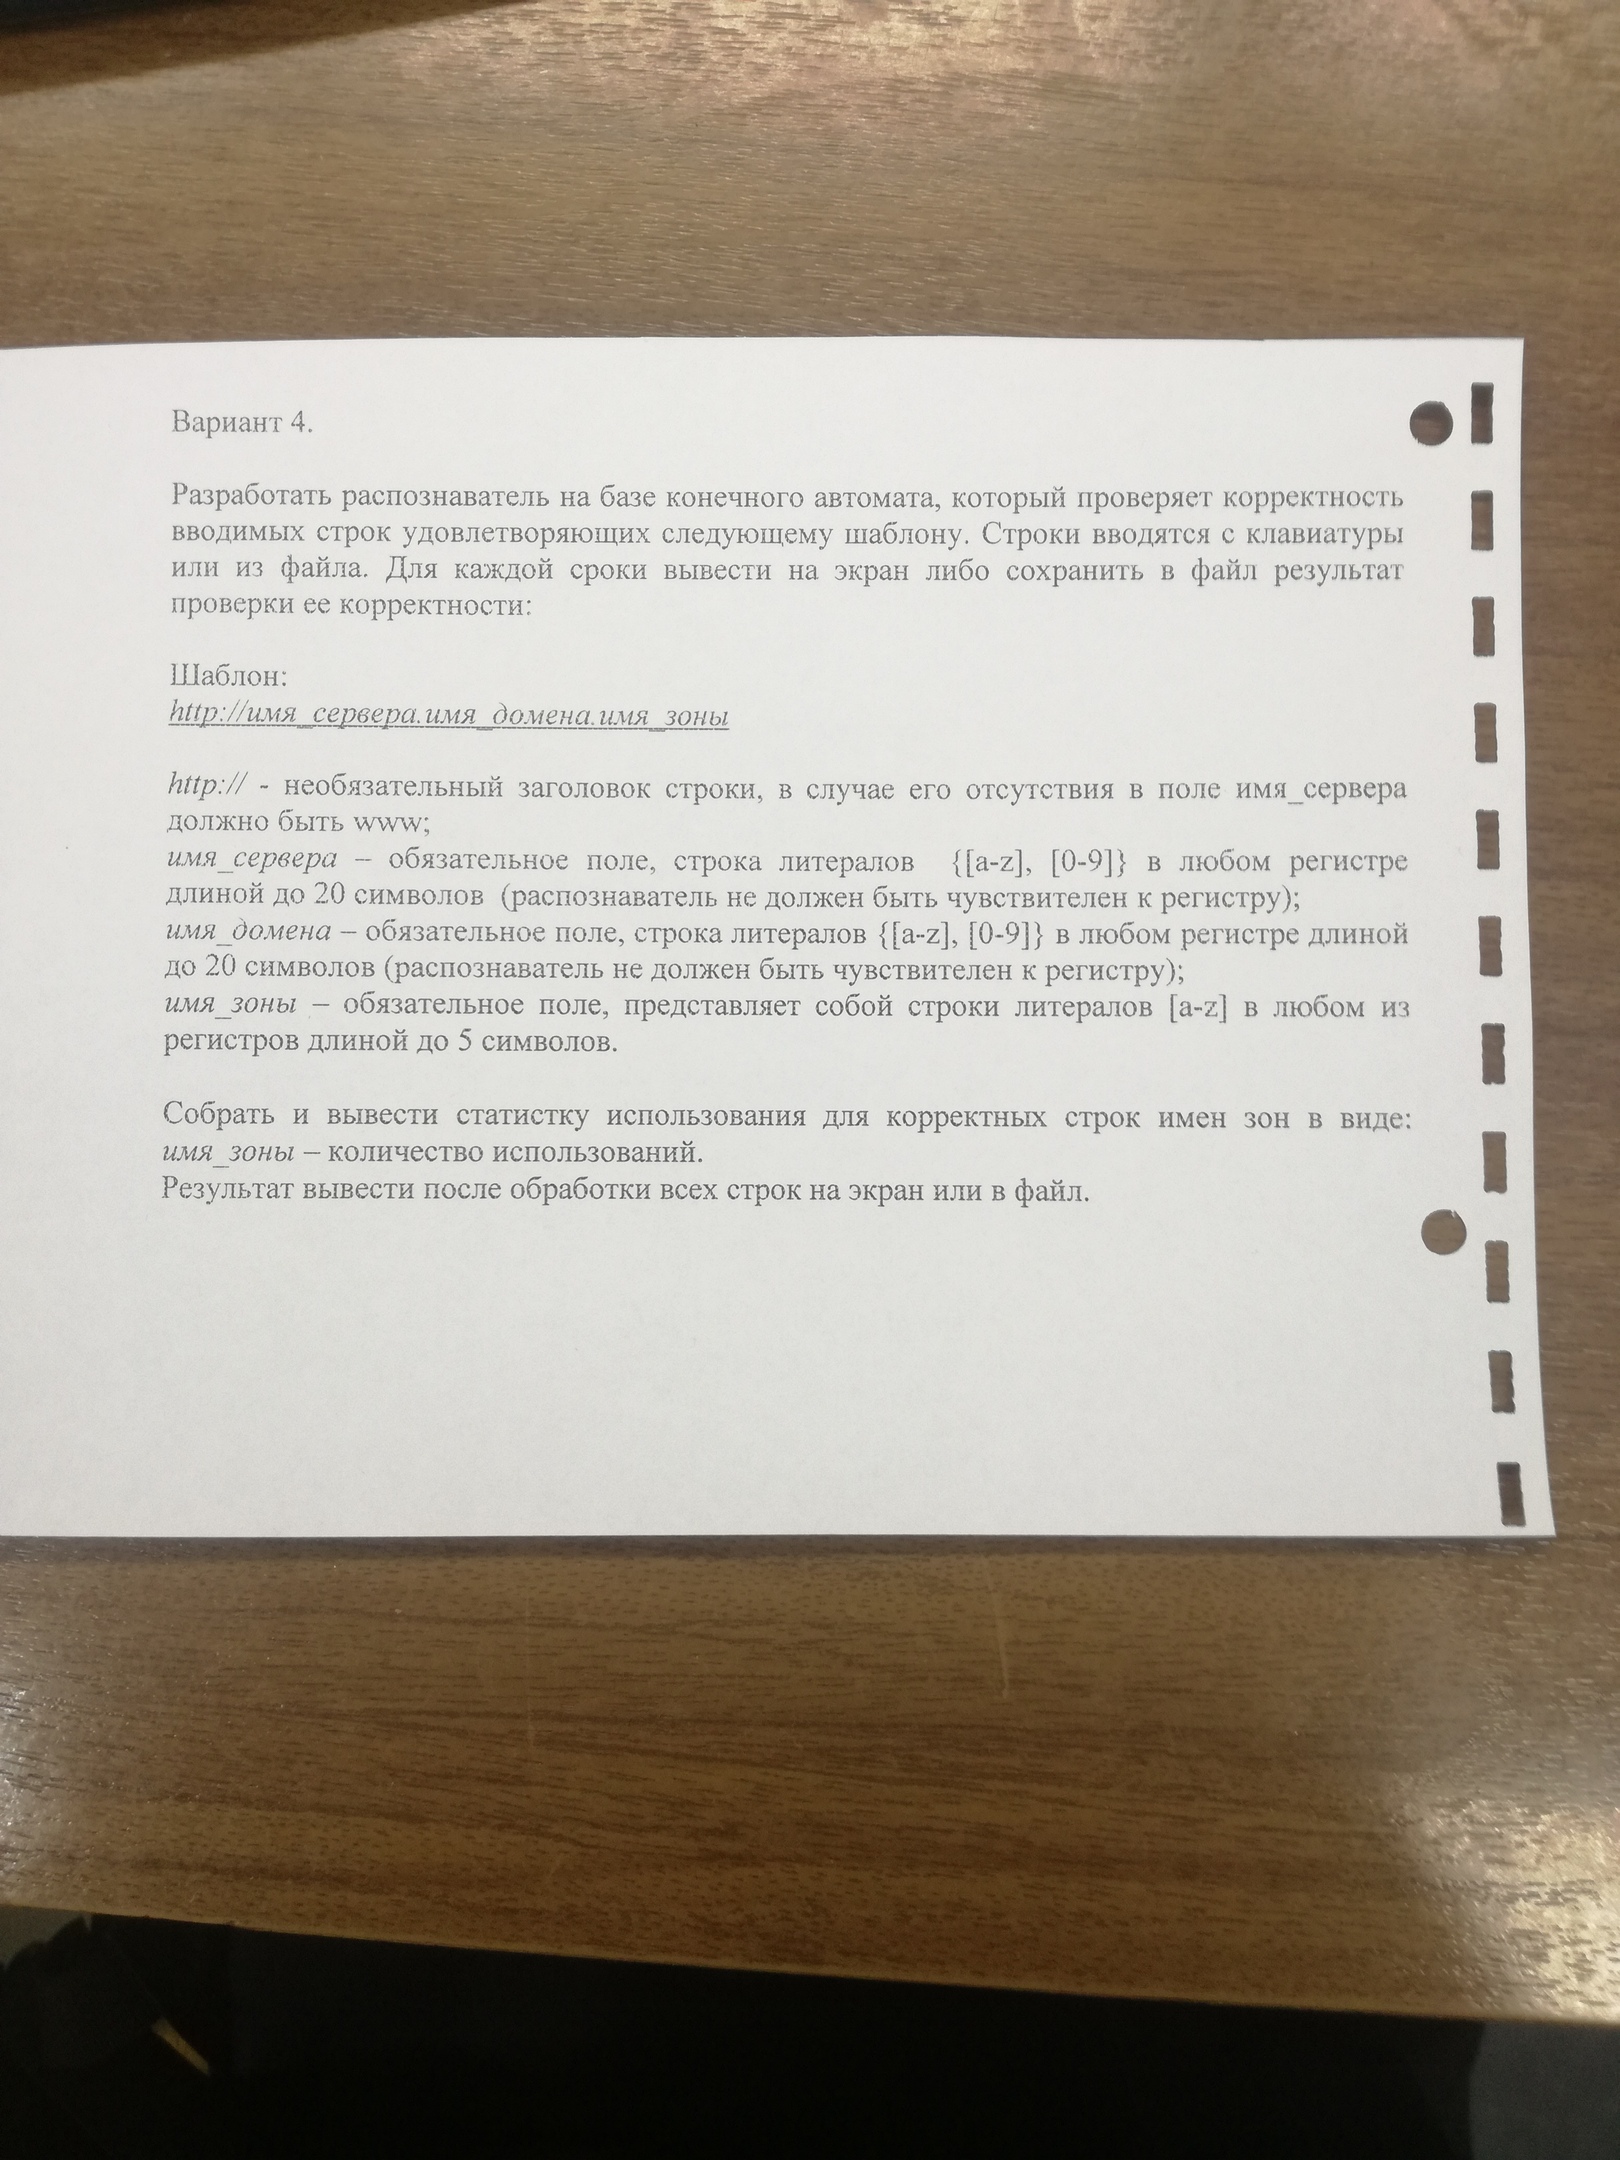 Вариант 4.
Разработать распознаватель на базе конечного автомата, который проверяет корректность
вводимых строк удовлетворяющих следующему шаблону. Строки вводятся с клавиатуры
или из файла. Для каждой сроки вывести на экран либо сохранить в файл результат
проверки ее корректности:
Шаблон:
http://имя_сервера.имя_домена.имя_зоны
http:// - необязательный заголовок строки, в случае его отсутствия в поле имя_сервера
должно быть www;
имя_сервера – обязательное поле, строка литералов {[a-z], [0-9]} в любом регистре
длиной до 20 символов (распознаватель не должен быть чувствителен к регистру);
имя_домена – обязательное поле, строка литералов {[a-z], [0-9]} в любом регистре длиной
до 20 символов (распознаватель не должен быть чувствителен к регистру);
имя_зоны – обязательное поле, представляет собой строки литералов [a-z] в любом из
регистров длиной до 5 символов.
Собрать и вывести статистку использования для корректных строк имен зон в виде:
имя_зоны – количество использований.
Результат вывести после обработки всех строк на экран или в файл.